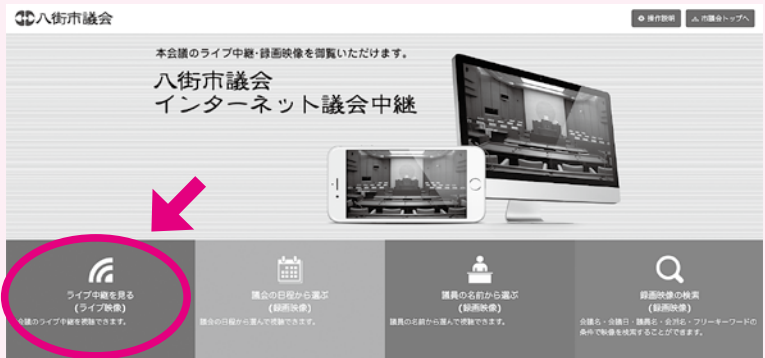 八街市議会
操作説明
市議会トップへ
本会議のライブ中継・録画映像を御覧いただけます。
八街市議会
インターネット議会中継
ライブ中継を見る
(ライブ映像)
会議のライブ中継を視聴できます。
議会の日程から選ぶ
(録画映像)
議会の日程から選んで視聴できます。
議員の名前から選ぶ
(録画映像)
議員の名前から選んで視聴できます。
録画映像の検索
(録画映像)
会議名・会議日・議員名・会派名・フリーキーワードの
条件で映像を検索することができます。